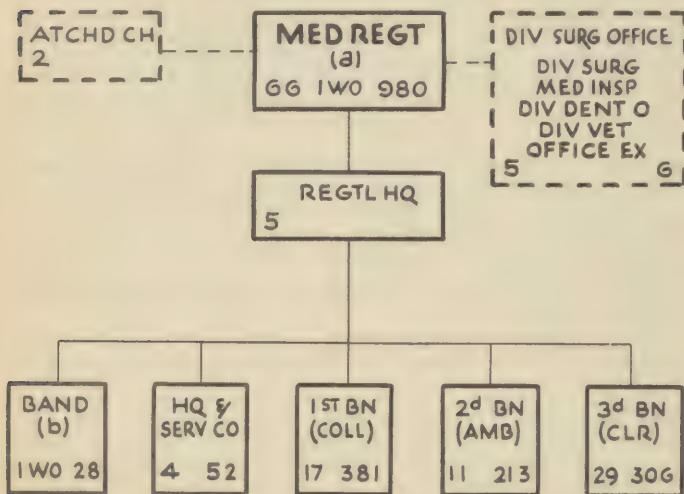 ATCHD CH
2
MED REGT
(a)
66 1WO 980
DIV SURG OFFICE
DIV SURG
MED INSP
DIV DENT O
DIV VET
OFFICE EX
5 6
REGTL HQ
5
BAND
(b)
1WO 28
HQ &
SERV CO
4 52
1ST BN
(COLL)
17 381
2d BN
(AMB)
11 213
3d BN
(CLR)
29 306